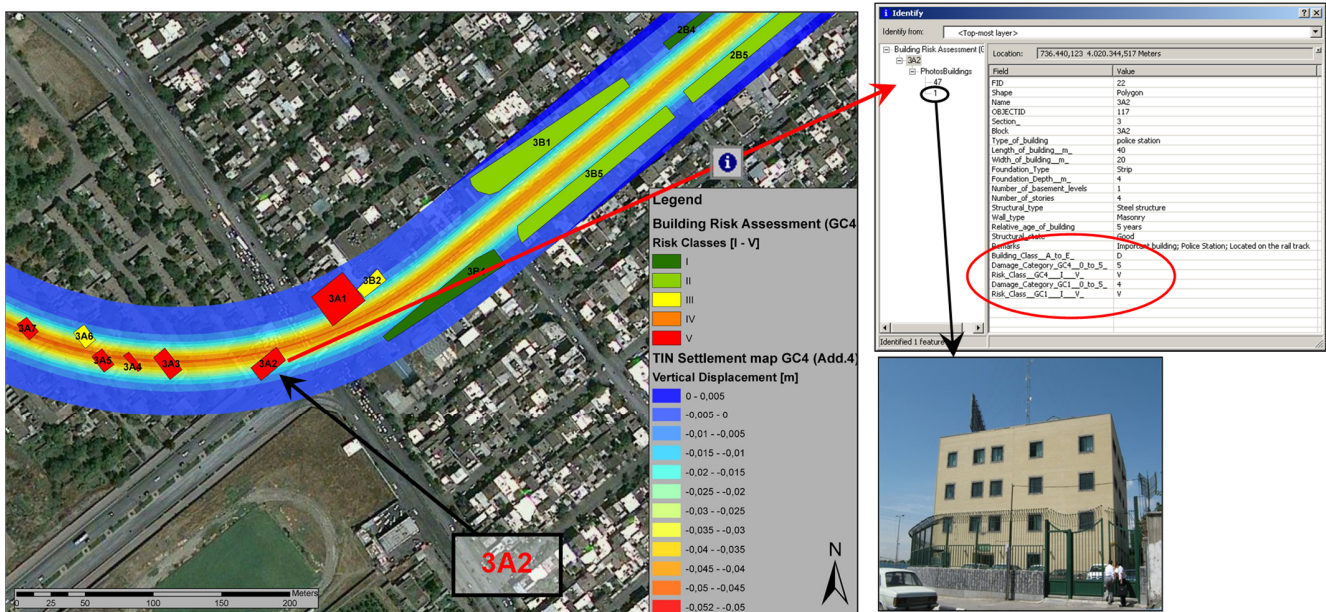 2B4
2B5
3B1
3B5
3B2
3A1
3A7
3A6
3A5
3A4
3A3
3A2
3A2
Meters
0 25 50 100 150 200
N
Legend
Building Risk Assessment (GC4
Risk Classes [I - V]
I
II
III
IV
V
TIN Settlement map GC4 (Add.4)
Vertical Displacement [m]
0 - 0,005
-0,005 - 0
-0,01 - -0,005
-0,015 - -0,01
-0,02 - -0,015
-0,025 - -0,02
-0,03 - -0,025
-0,035 - -0,03
-0,04 - -0,035
-0,045 - -0,04
-0,05 - -0,045
-0,052 - -0,05
Identify
Identify from: <Top-most layer>
Building Risk Assessment (G
3A2
PhotosBuildings
47
1
Location: 736.440,123 4.020.344,517 Meters
Field Value
FID 22
Shape Polygon
Name 3A2
OBJECTID 117
Section_ 3
Block 3A2
Type_of_building police station
Length_of_building__m_ 40
Width_of_building__m_ 20
Foundation_Type Strip
Foundation_Depth__m_ 4
Number_of_basement_levels 1
Number_of_stories 4
Structural_type Steel structure
Wall_type Masonry
Relative_age_of_building 5 years
Structural_state Good
Remarks Important building; Police Station; Located on the rail track
Building_Class__A_to_E_ D
Damage_Category_GC4__0_to_5_ 5
Risk_Class__GC4___I___V_ V
Damage_Category_GC1__0_to_5_ 4
Risk_Class__GC1___I___V_ V
Identified 1 feature